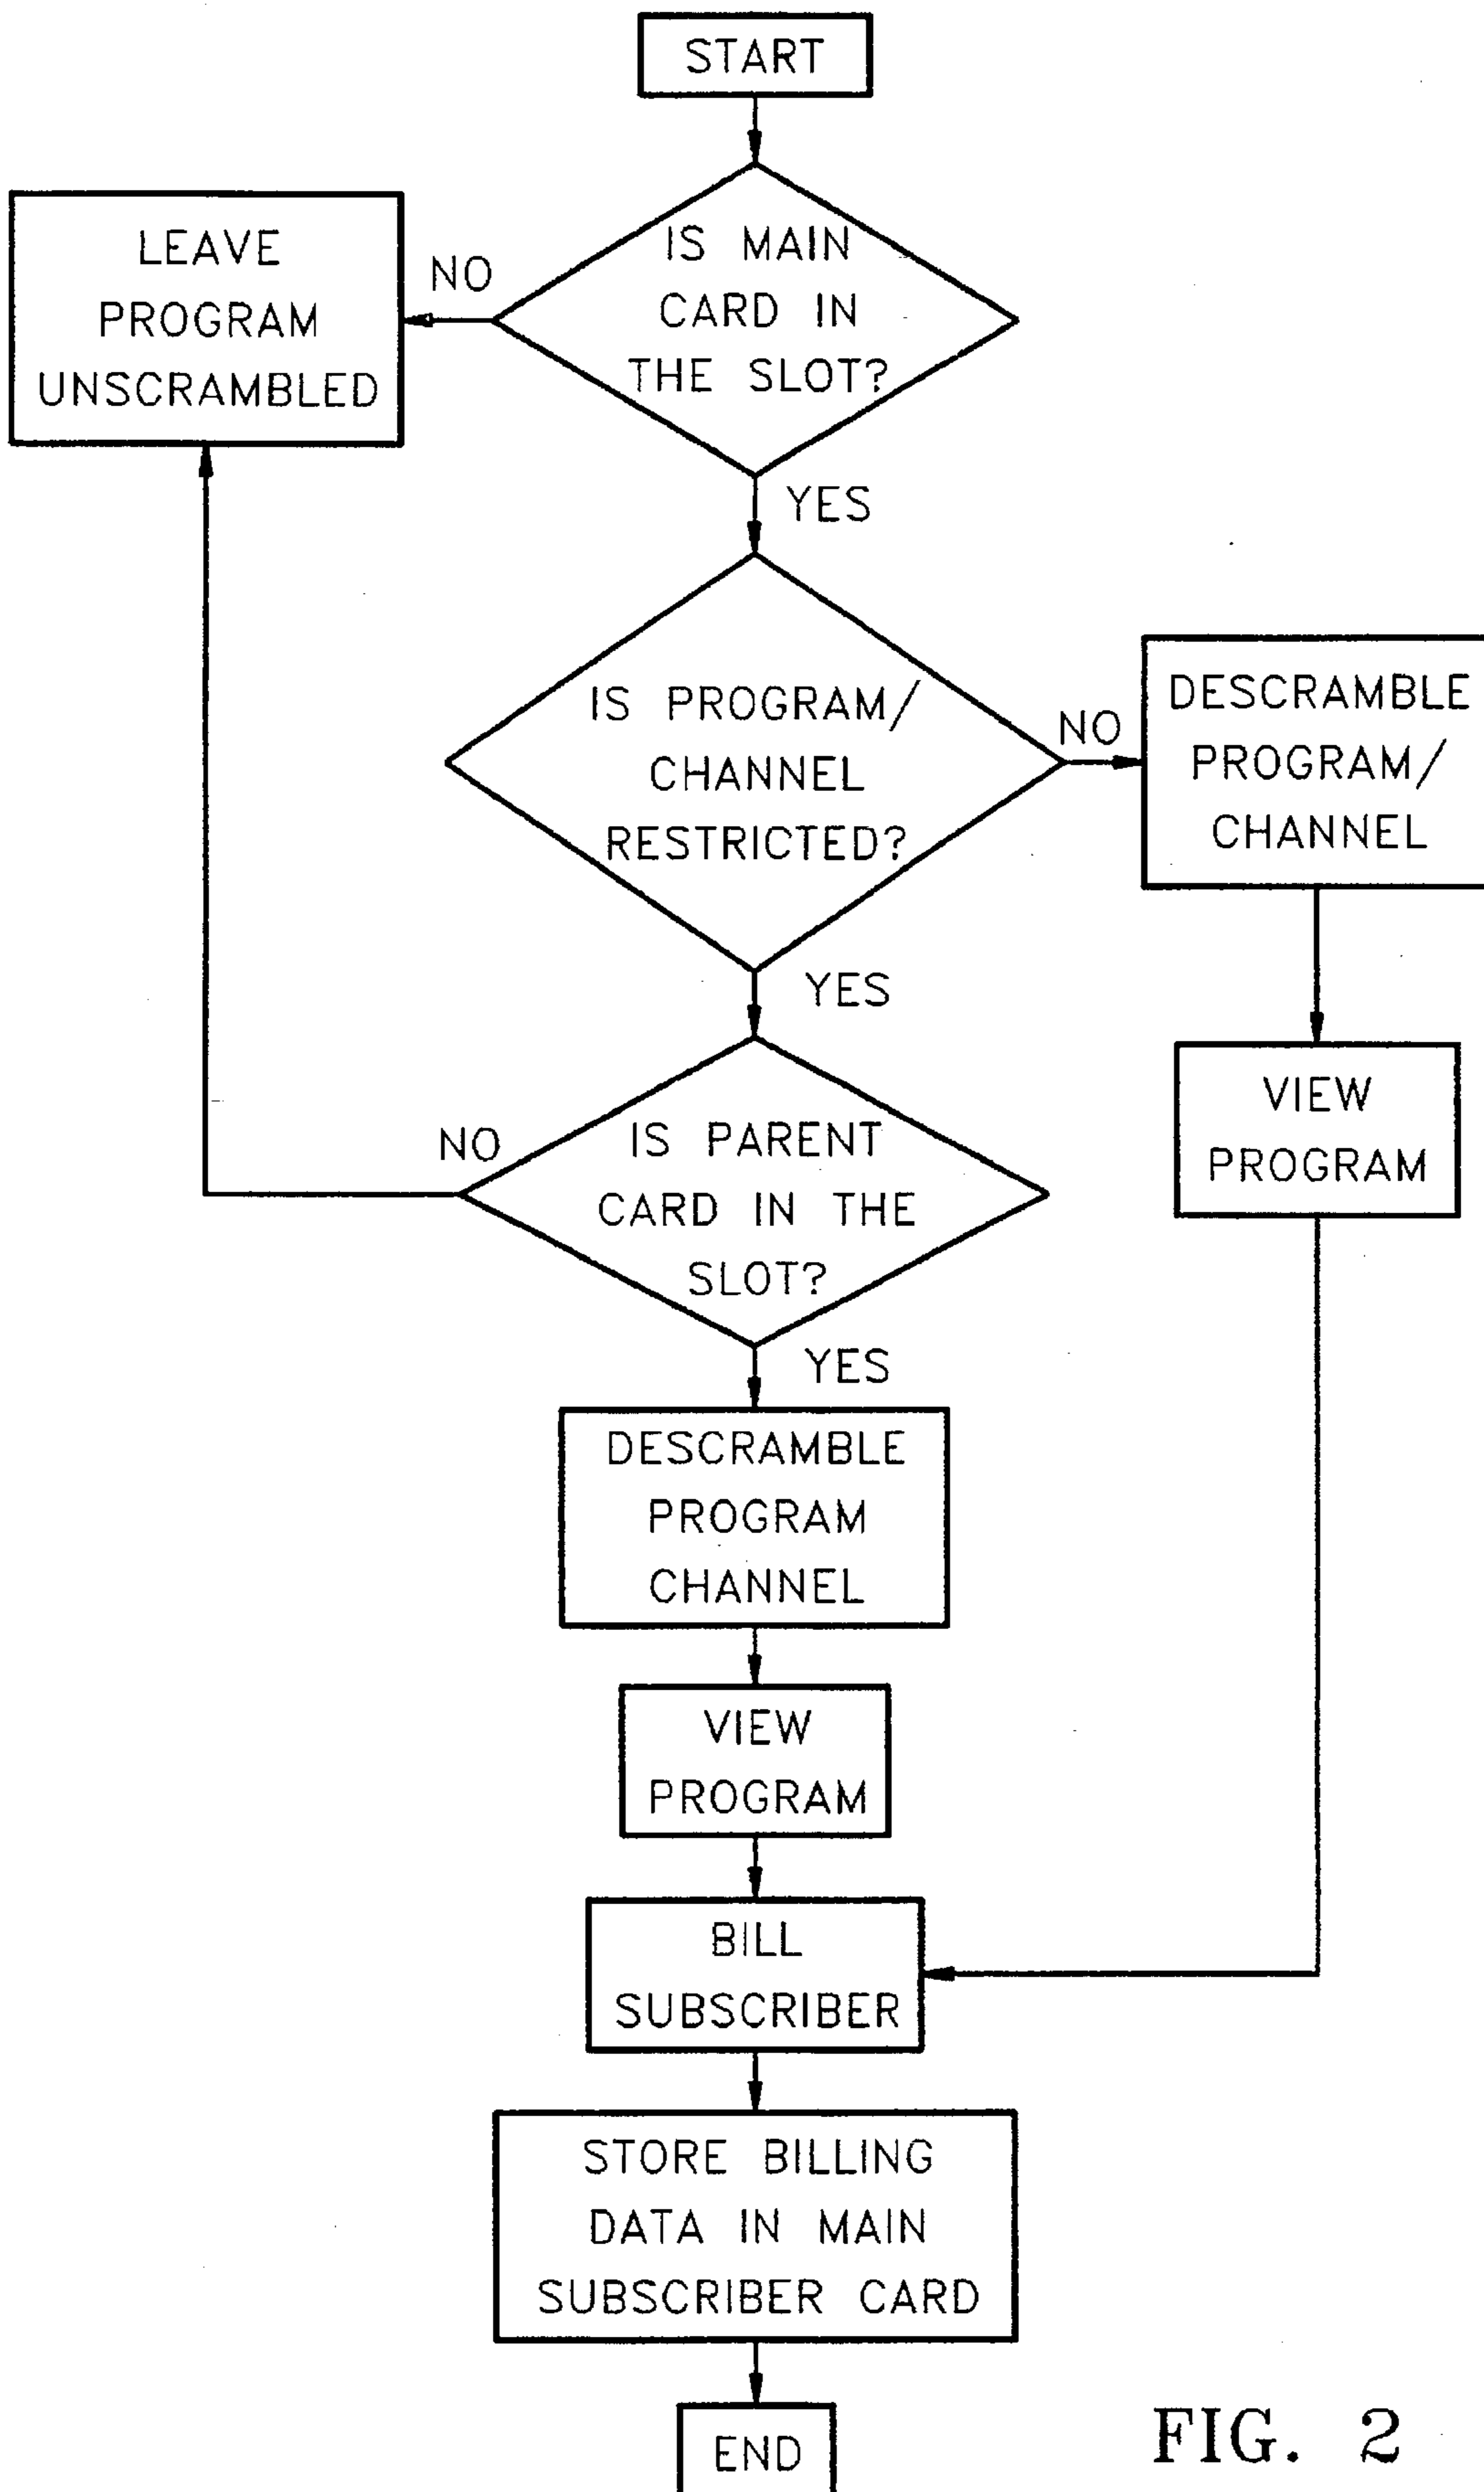 START
IS MAIN
CARD IN
THE SLOT?
NO
LEAVE
PROGRAM
UNSCRAMBLED
YES
IS PROGRAM/
CHANNEL
RESTRICTED?
NO
DESCRAMBLE
PROGRAM/
CHANNEL
VIEW
PROGRAM
YES
IS PARENT
CARD IN THE
SLOT?
NO
YES
DESCRAMBLE
PROGRAM
CHANNEL
VIEW
PROGRAM
BILL
SUBSCRIBER
STORE BILLING
DATA IN MAIN
SUBSCRIBER CARD
END
FIG. 2